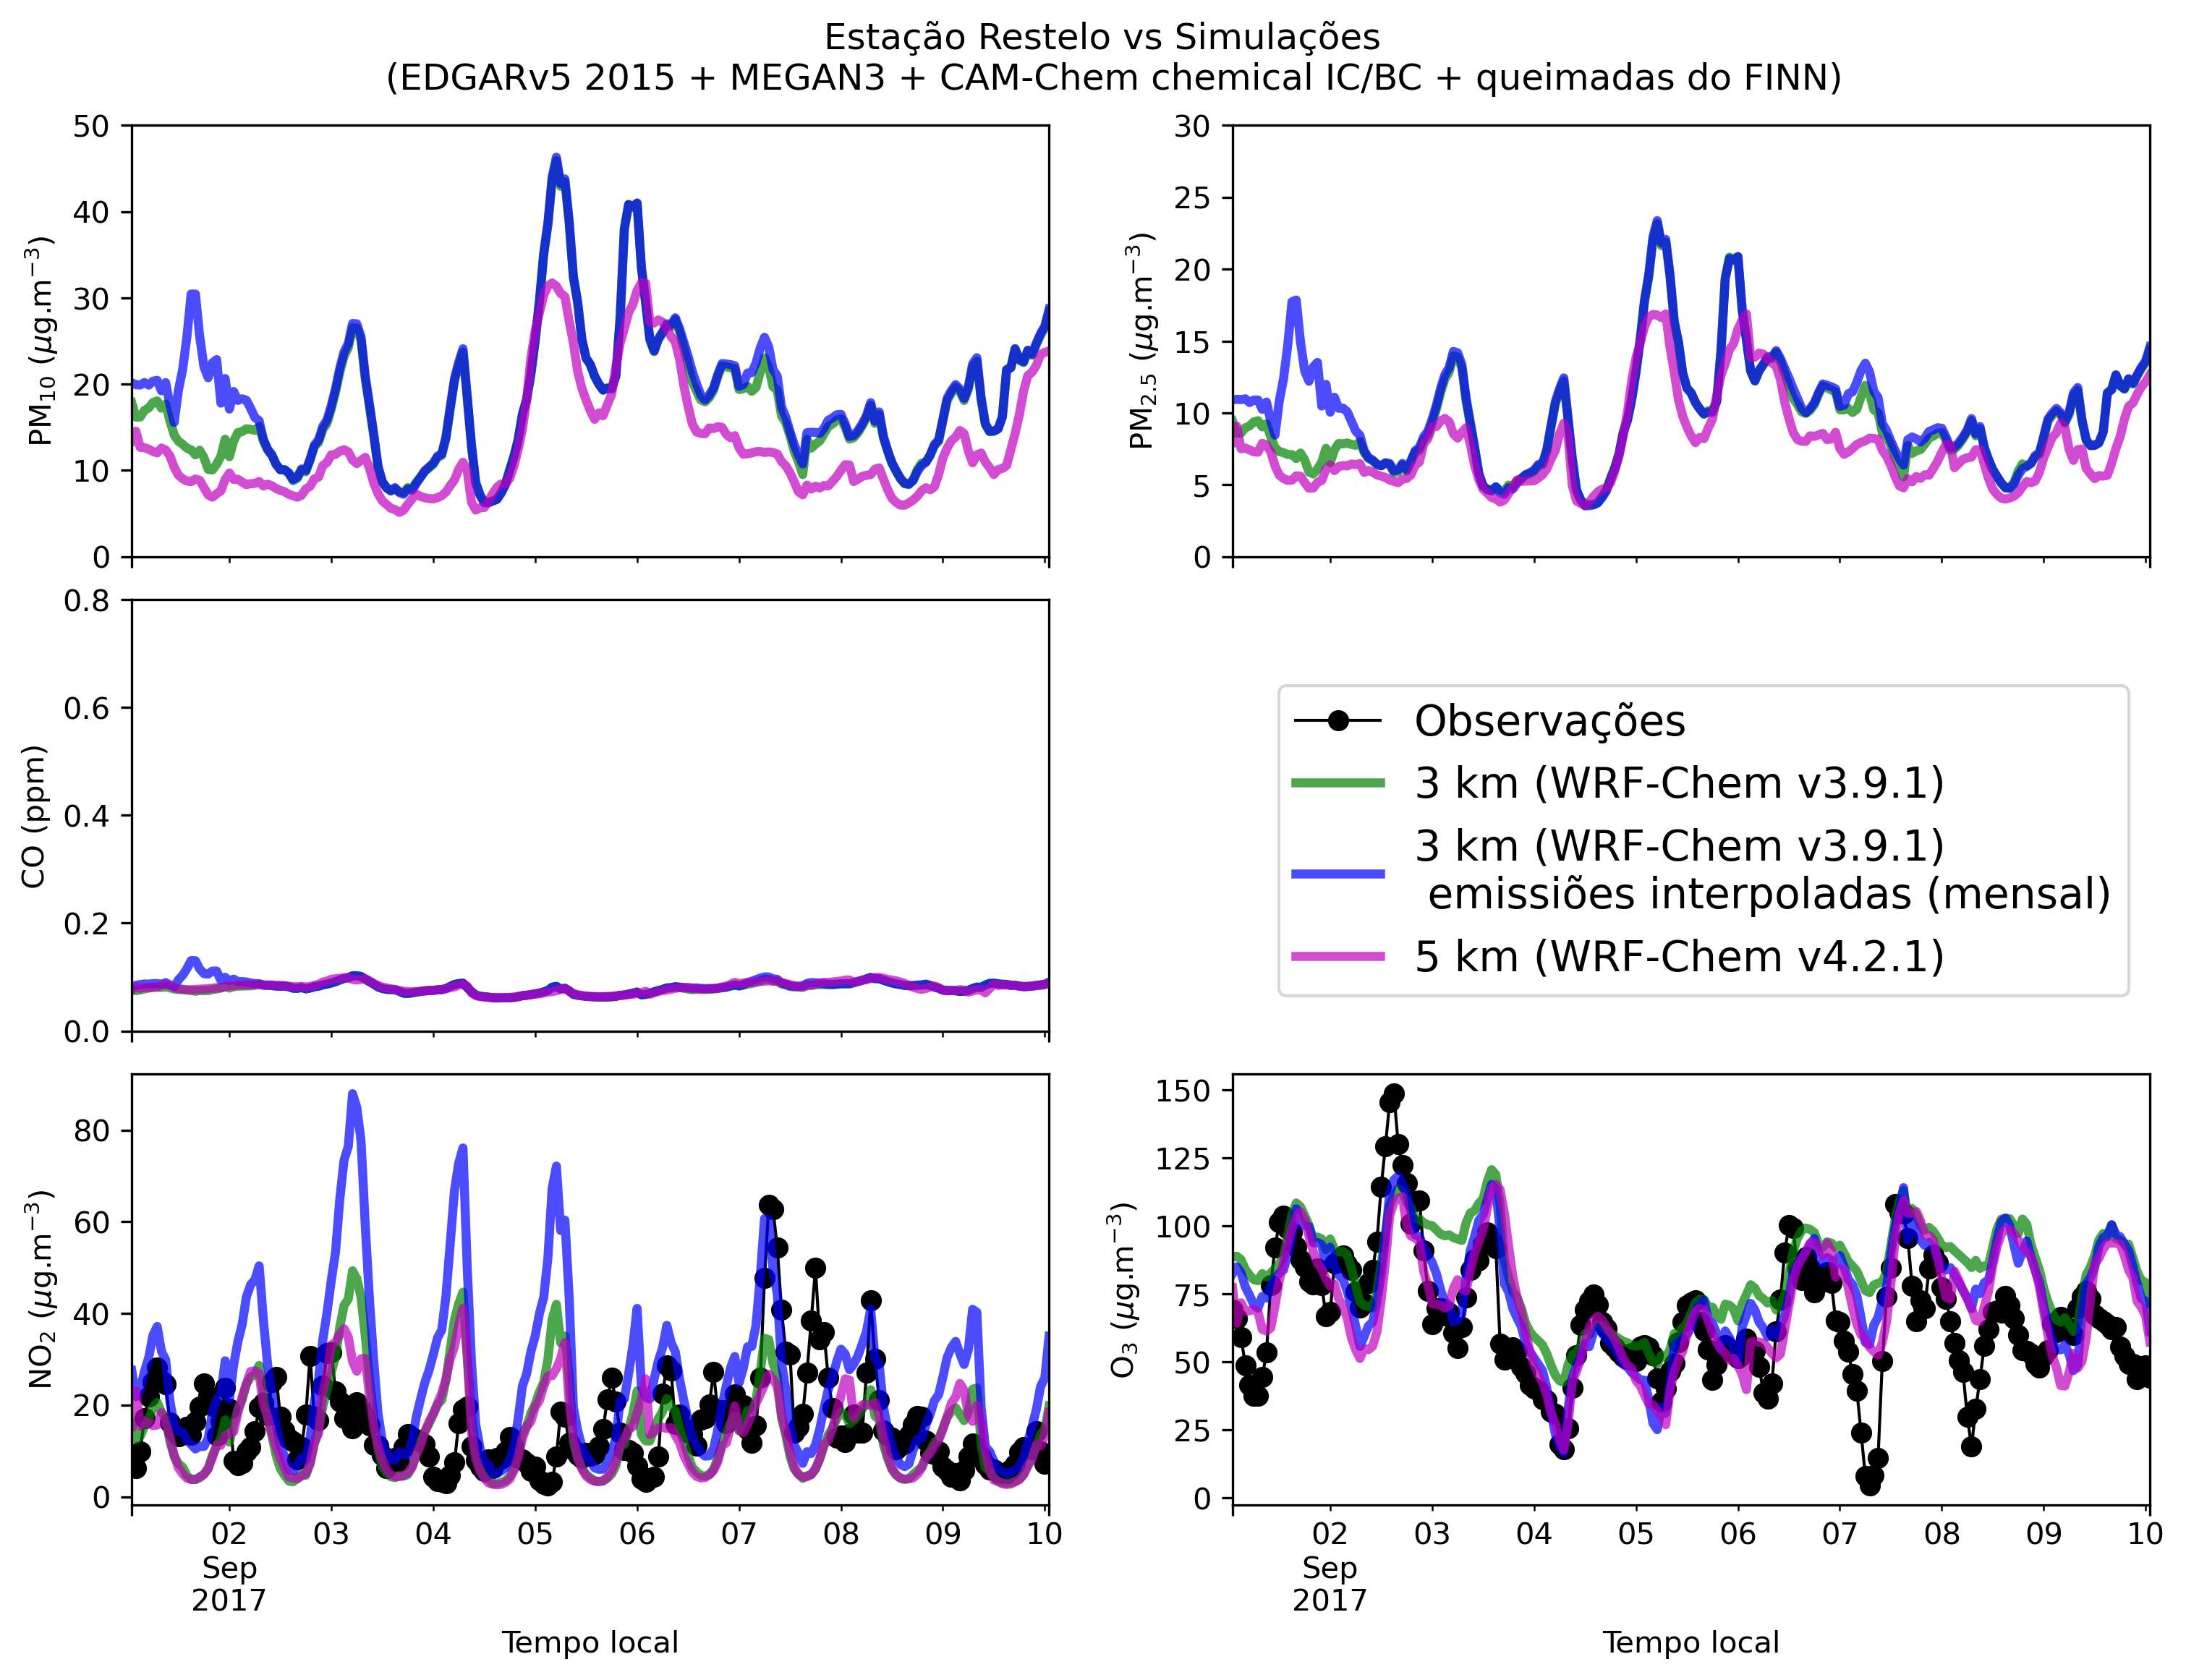 Estação Restelo vs Simulações
(EDGARv5 2015 + MEGAN3 + CAM-Chem chemical IC/BC + queimadas do FINN)
PM₁₀ (μg.m⁻³)
50
40
30
20
10
0
PM₂.₅ (μg.m⁻³)
30
25
20
15
10
5
0
CO (ppm)
0.8
0.6
0.4
0.2
0.0
Observações
3 km (WRF-Chem v3.9.1)
3 km (WRF-Chem v3.9.1)
emissiões interpoladas (mensal)
5 km (WRF-Chem v4.2.1)
NO₂ (μg.m⁻³)
80
60
40
20
0
02 03 04 05 06 07 08 09 10
Sep
2017
Tempo local
O₃ (μg.m⁻³)
150
125
100
75
50
25
0
02 03 04 05 06 07 08 09 10
Sep
2017
Tempo local